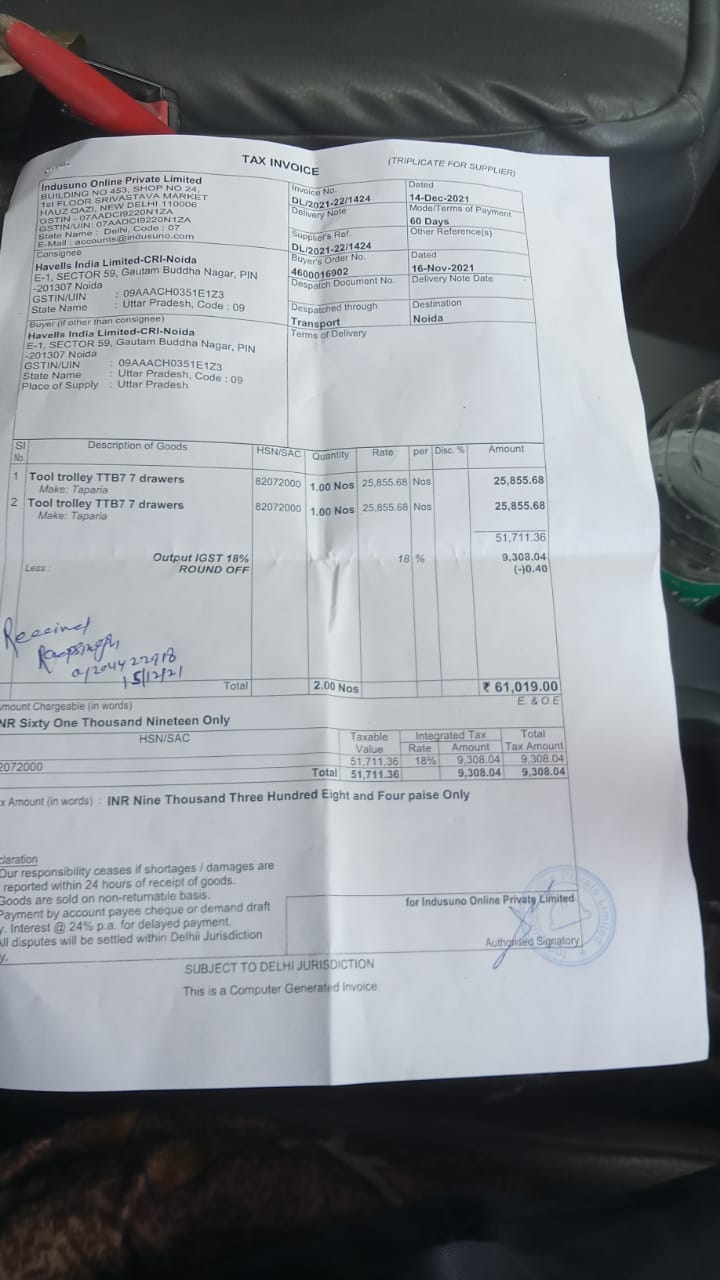 TAX INVOICE
(TRIPLICATE FOR SUPPLIER)
Indusuno Online Private Limited
BUILDING NO 453, SHOP NO 24,
1st FLOOR SRIVASTAVA MARKET
HAUZ QAZI, NEW DELHI 110006
GSTIN - 07AADCI9220N1ZA
GSTIN/UIN: 07AADCI9220N1ZA
State Name : Delhi, Code : 07
E-Mail : accounts@indusuno.com
Invoice No.
DL/2021-22/1424
Dated
14-Dec-2021
Delivery Note
Mode/Terms of Payment
60 Days
Supplier's Ref.
DL/2021-22/1424
Other Reference(s)
Consignee
Havells India Limited-CRI-Noida
E-1, SECTOR 59, Gautam Buddha Nagar, PIN
-201307 Noida
GSTIN/UIN : 09AAACH0351E1Z3
State Name : Uttar Pradesh, Code : 09
Buyer's Order No.
4600016902
Dated
16-Nov-2021
Despatch Document No.
Delivery Note Date
Despatched through
Transport
Destination
Noida
Buyer (if other than consignee)
Havells India Limited-CRI-Noida
E-1, SECTOR 59, Gautam Buddha Nagar, PIN
-201307 Noida
GSTIN/UIN : 09AAACH0351E1Z3
State Name : Uttar Pradesh, Code : 09
Place of Supply : Uttar Pradesh
Terms of Delivery
Sl No. Description of Goods HSN/SAC Quantity Rate per Disc. % Amount
1 Tool trolley TTB7 7 drawers 82072000 1.00 Nos 25,855.68 Nos 25,855.68
Make: Taparia
2 Tool trolley TTB7 7 drawers 82072000 1.00 Nos 25,855.68 Nos 25,855.68
Make: Taparia
51,711.36
Output IGST 18% 18 % 9,308.04
Less : ROUND OFF (-)0.40
Received
15/12/21
Total 2.00 Nos ₹ 61,019.00
mount Chargeable (in words) E. & O.E
NR Sixty One Thousand Nineteen Only
HSN/SAC Taxable Value Integrated Tax Rate Amount Total Tax Amount
2072000 51,711.36 18% 9,308.04 9,308.04
Total 51,711.36 9,308.04 9,308.04
x Amount (in words) : INR Nine Thousand Three Hundred Eight and Four paise Only
claration
Our responsibility ceases if shortages / damages are
reported within 24 hours of receipt of goods.
Goods are sold on non-returnable basis.
Payment by account payee cheque or demand draft
y. Interest @ 24% p.a. for delayed payment.
ll disputes will be settled within Delhii Jurisdiction
y.
for Indusuno Online Private Limited
Authorised Signatory
SUBJECT TO DELHI JURISDICTION
This is a Computer Generated Invoice